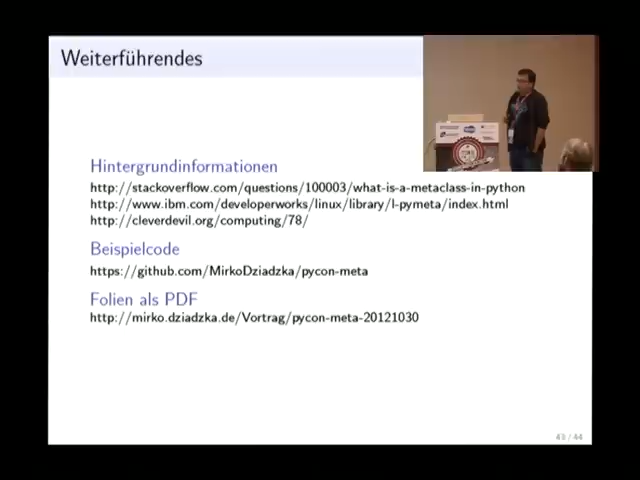 Weiterführendes
Hintergrundinformationen
http://stackoverflow.com/questions/100003/what-is-a-metaclass-in-python
http://www.ibm.com/developerworks/linux/library/l-pymeta/index.html
http://cleverdevil.org/computing/78/
Beispielcode
https://github.com/MirkoDziadzka/pycon-meta
Folien als PDF
http://mirko.dziadzka.de/Vortrag/pycon-meta-20121030
43 / 44